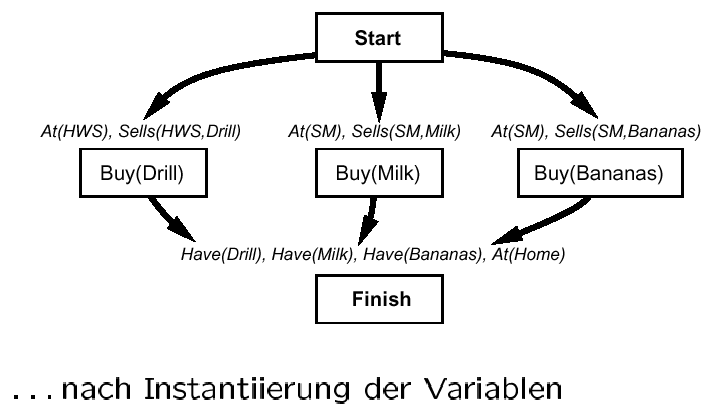 Start
At(HWS), Sells(HWS,Drill) At(SM), Sells(SM,Milk) At(SM), Sells(SM,Bananas)
Buy(Drill) Buy(Milk) Buy(Bananas)
Have(Drill), Have(Milk), Have(Bananas), At(Home)
Finish
. . . nach Instantiierung der Variablen